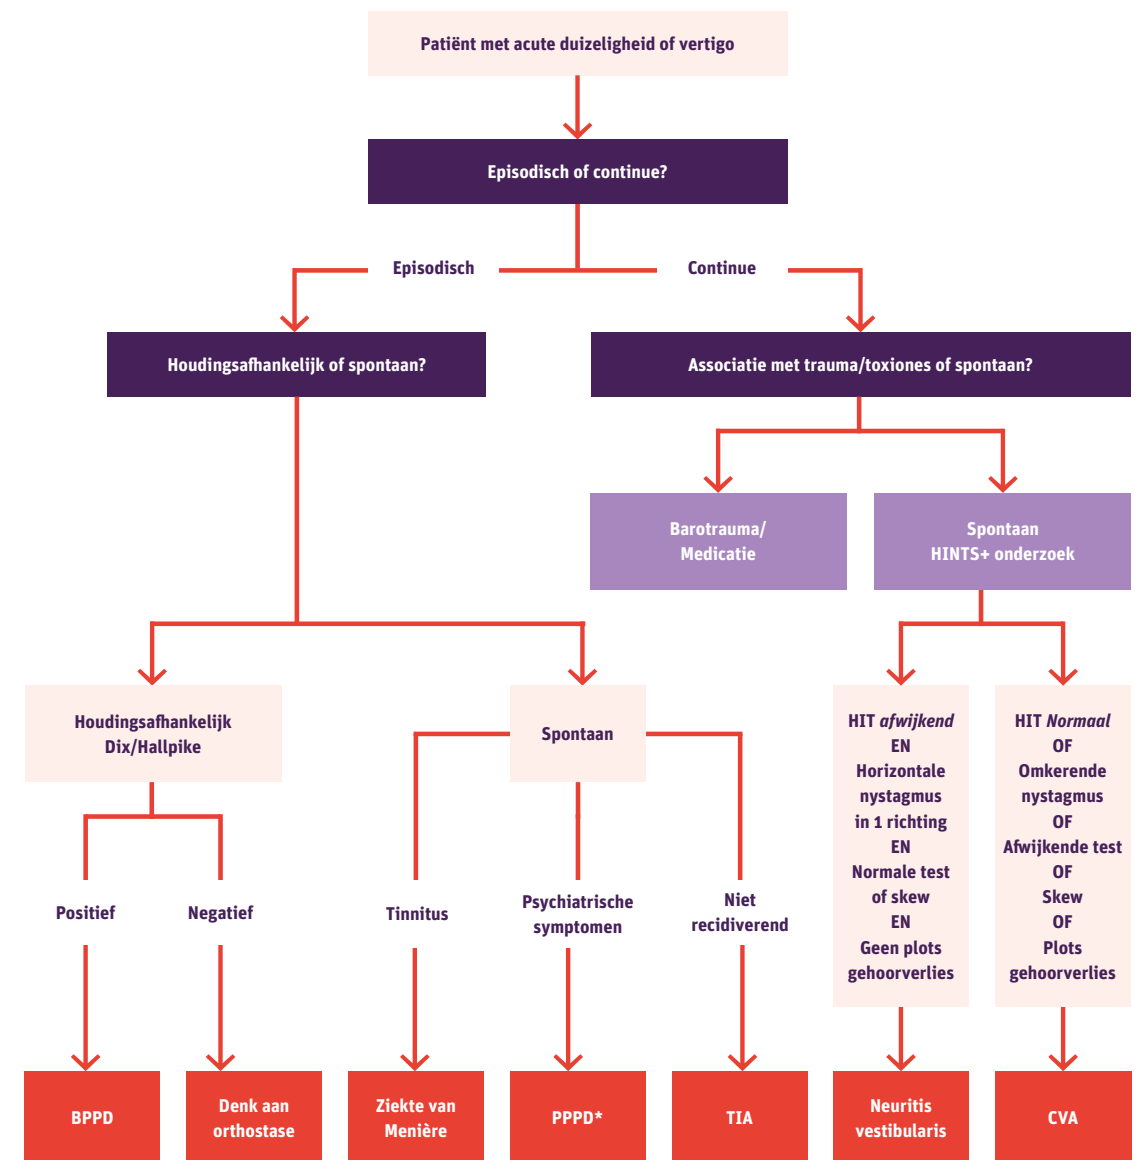 Patiënt met acute duizeligheid of vertigo
Episodisch of continue?
Episodisch
Continue
Houdingsafhankelijk of spontaan?
Associatie met trauma/toxiones of spontaan?
Barotrauma/
Medicatie
Spontaan
HINTS+ onderzoek
Houdingsafhankelijk
Dix/Hallpike
Spontaan
HIT afwijkend
EN
Horizontale
nystagmus
in 1 richting
EN
Normale test
of skew
EN
Geen plots
gehoorverlies
HIT Normaal
OF
Omkerende
nystagmus
OF
Afwijkende test
OF
Skew
OF
Plots
gehoorverlies
Positief
Negatief
Tinnitus
Psychiatrische
symptomen
Niet
recidiverend
BPPD
Denk aan
orthostase
Ziekte van
Menière
PPPD*
TIA
Neuritis
vestibularis
CVA